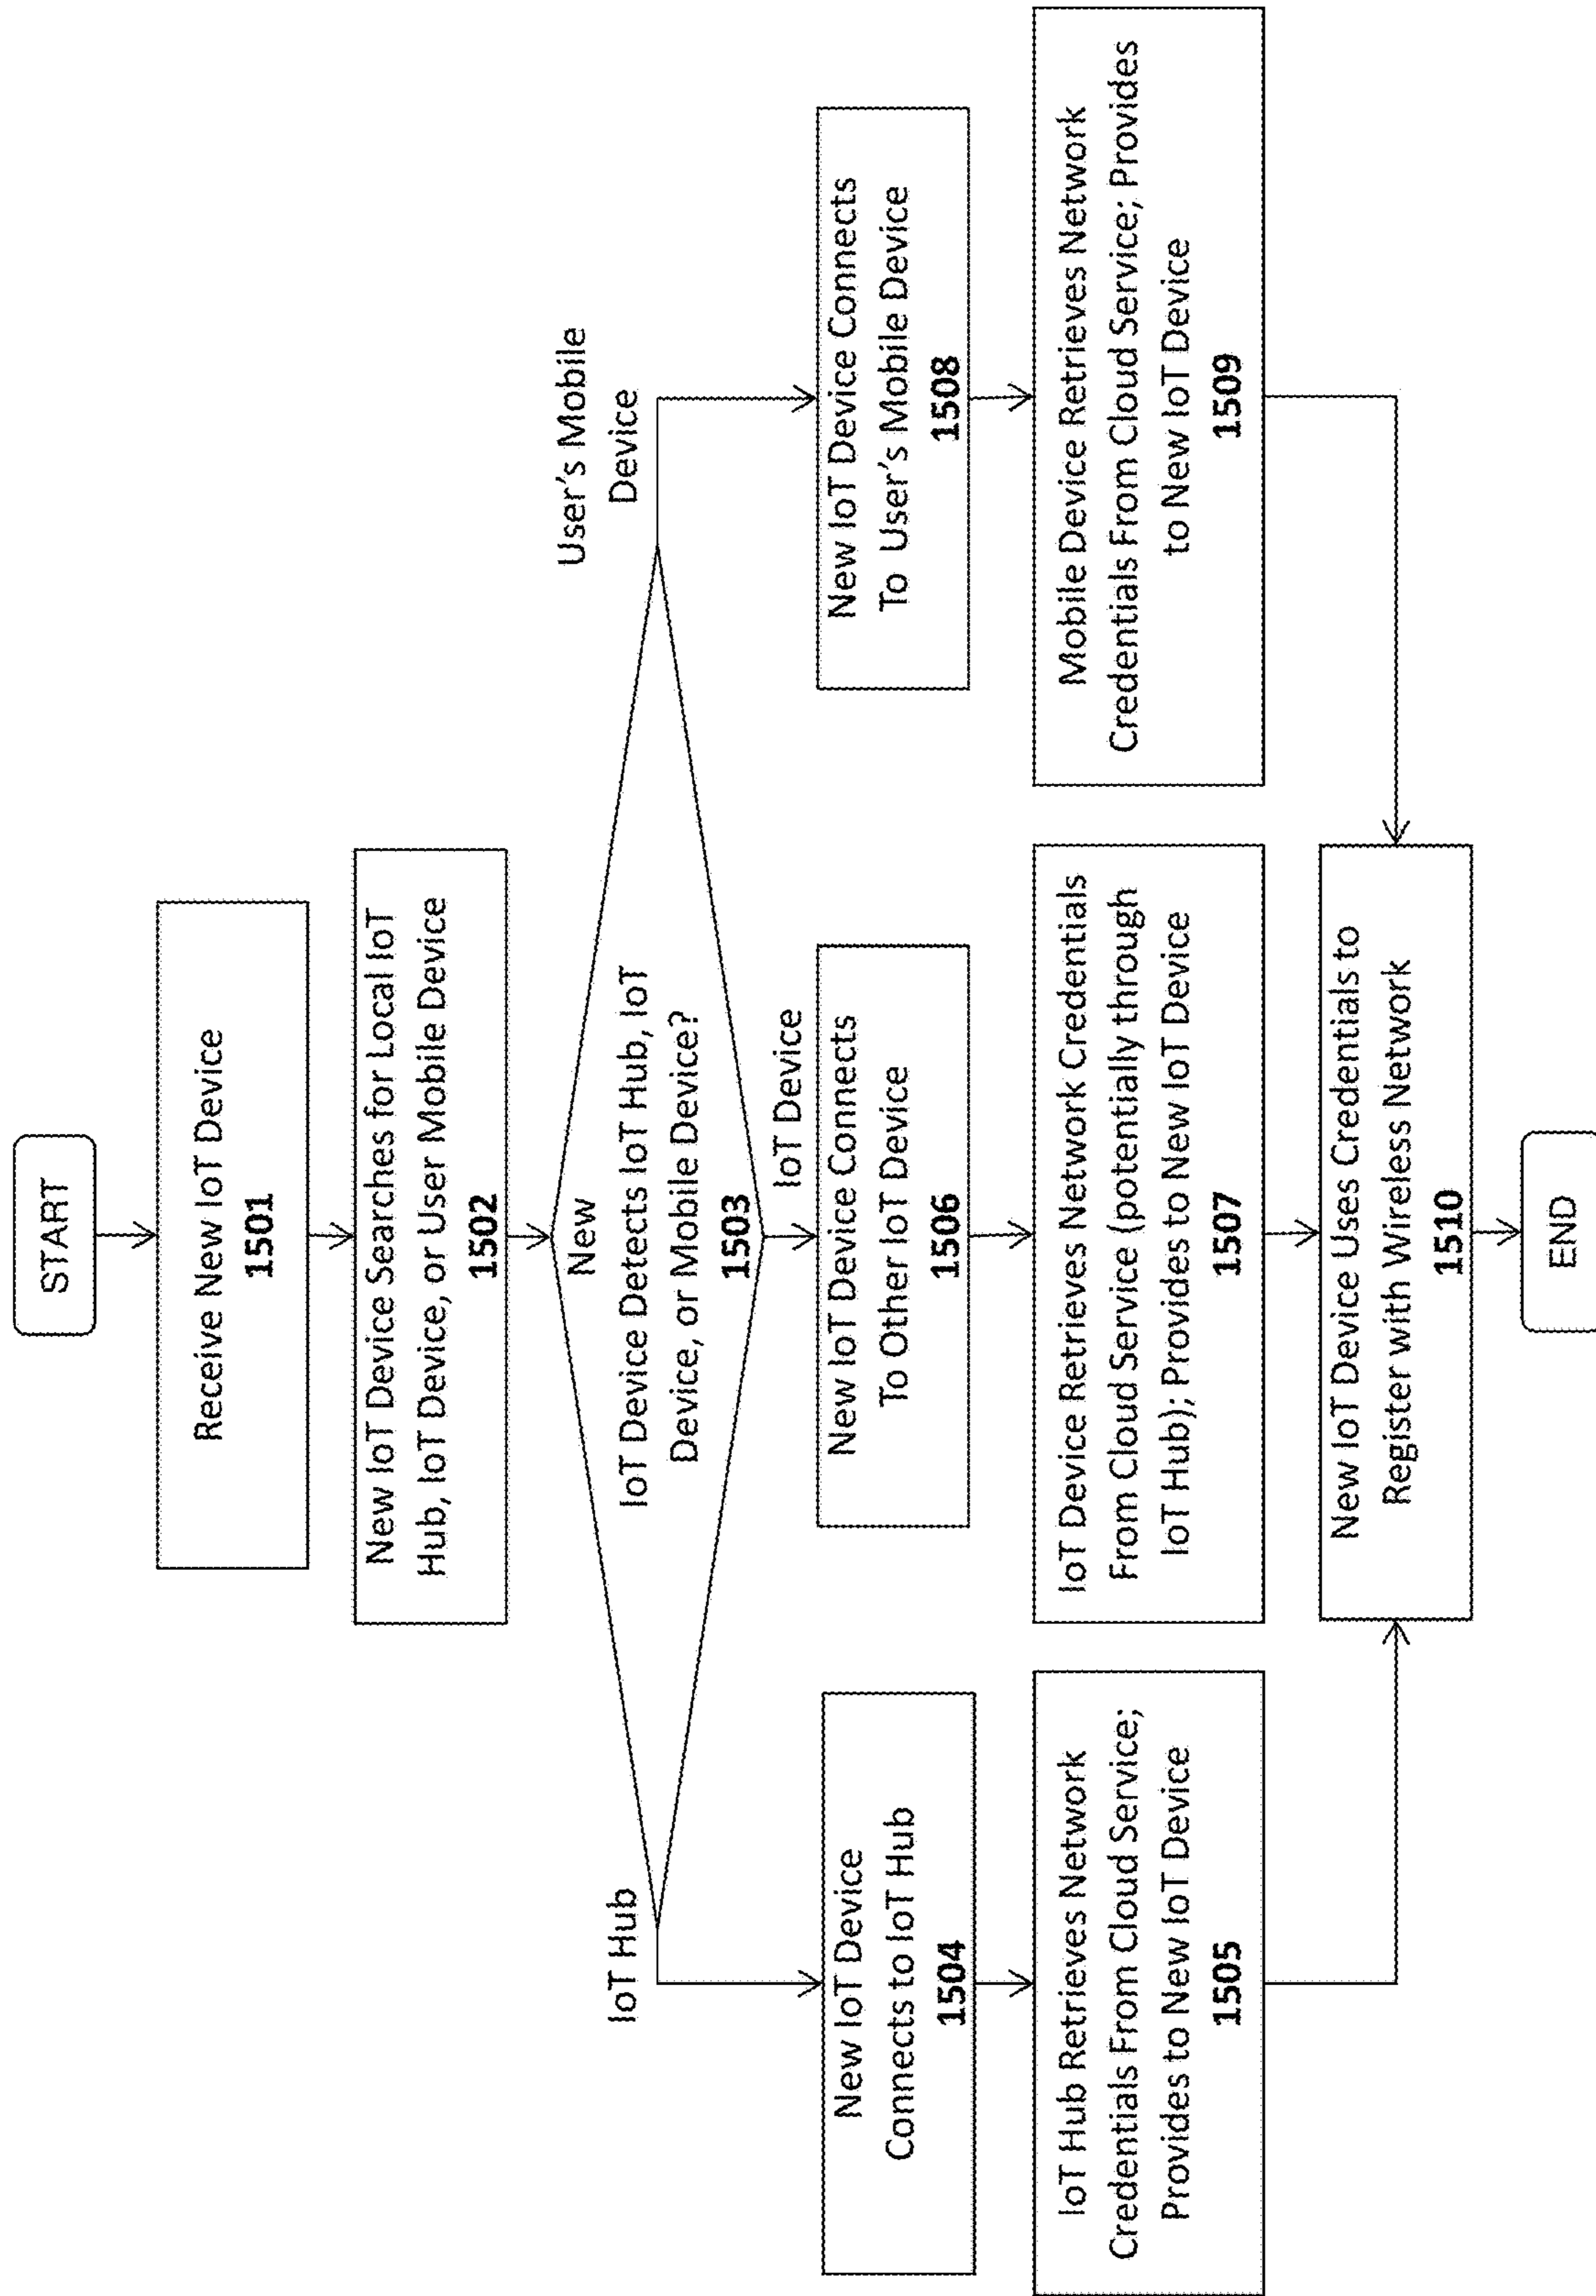 START
Receive New IoT Device
1501
New IoT Device Searches for Local IoT
Hub, IoT Device, or User Mobile Device
1502
New
IoT Device Detects IoT Hub, IoT
Device, or Mobile Device?
1503
IoT Hub
IoT Device
User's Mobile
Device
New IoT Device
Connects to IoT Hub
1504
IoT Hub Retrieves Network
Credentials From Cloud Service;
Provides to New IoT Device
1505
New IoT Device Connects
To Other IoT Device
1506
IoT Device Retrieves Network Credentials
From Cloud Service (potentially through
IoT Hub); Provides to New IoT Device
1507
New IoT Device Connects
To User's Mobile Device
1508
Mobile Device Retrieves Network
Credentials From Cloud Service; Provides
to New IoT Device
1509
New IoT Device Uses Credentials to
Register with Wireless Network
1510
END